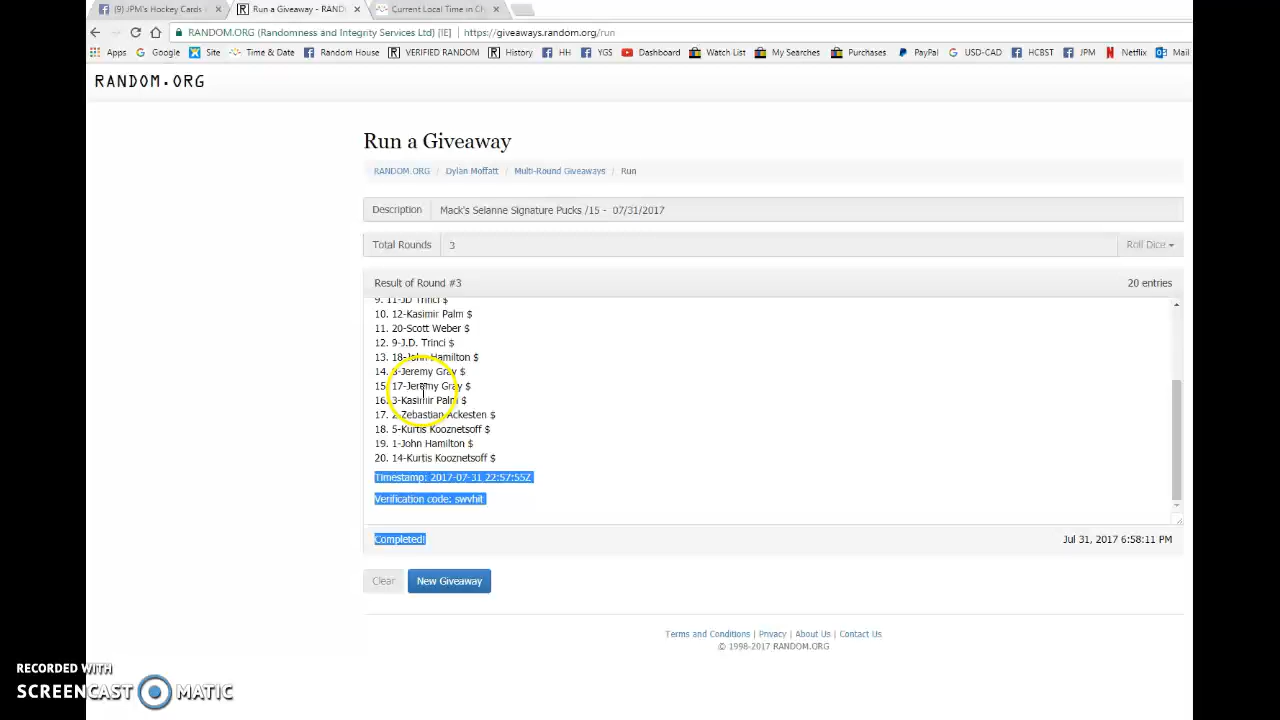 (9) JPM's Hockey Cards
Run a Giveaway - RAND
Current Local Time in Ch
RANDOM.ORG (Randomness and Integrity Services Ltd) [IE] https://giveaways.random.org/run
Apps Google Site Time & Date Random House VERIFIED RANDOM History HH YGS Dashboard Watch List My Searches Purchases PayPal USD-CAD HCBST JPM Netflix Mail
RANDOM.ORG
Run a Giveaway
RANDOM.ORG / Dylan Moffatt / Multi-Round Giveaways / Run
Description Mack's Selanne Signature Pucks /15 - 07/31/2017
Total Rounds 3 Roll Dice
Result of Round #3 20 entries
9. 11-JD Trinci $
10. 12-Kasimir Palm $
11. 20-Scott Weber $
12. 9-J.D. Trinci $
13. 18-John Hamilton $
14. 8-Jeremy Gray $
15. 17-Jeremy Gray $
16. 3-Kasimir Palm $
17. 2-Zebastian Ackesten $
18. 5-Kurtis Kooznetsoff $
19. 1-John Hamilton $
20. 14-Kurtis Kooznetsoff $
Timestamp: 2017-07-31 22:57:55Z
Verification code: swvhit
Completed! Jul 31, 2017 6:58:11 PM
Clear New Giveaway
Terms and Conditions | Privacy | About Us | Contact Us
© 1998-2017 RANDOM.ORG
RECORDED WITH
SCREENCAST MATIC